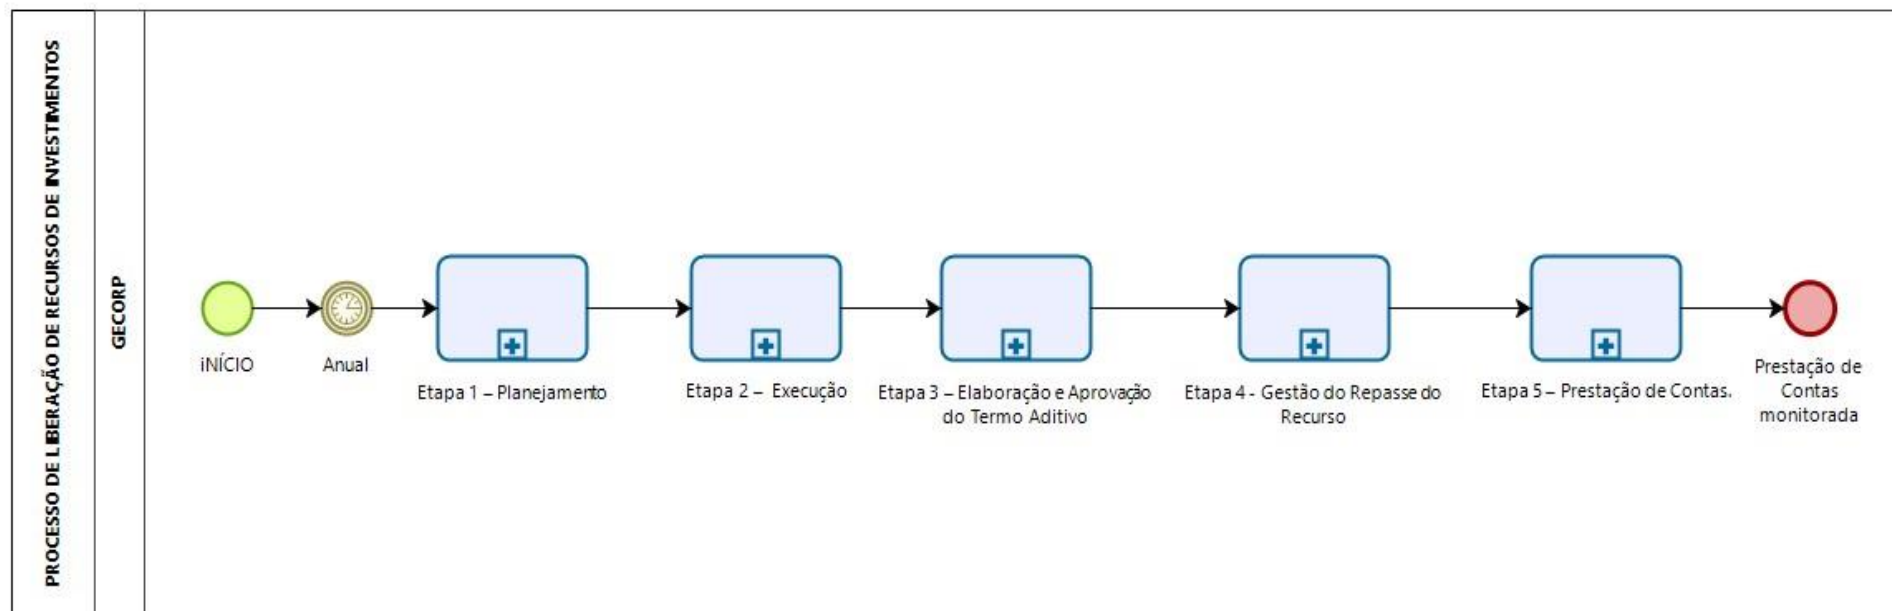 PROCESSO DE LIBERAÇÃO DE RECURSOS DE INVESTIMENTOS
GECORP
iNÍCIO
Anual
Etapa 1 – Planejamento
Etapa 2 – Execução
Etapa 3 – Elaboração e Aprovação
do Termo Aditivo
Etapa 4 - Gestão do Repasse do
Recurso
Etapa 5 – Prestação de Contas.
Prestação de
Contas
monitorada